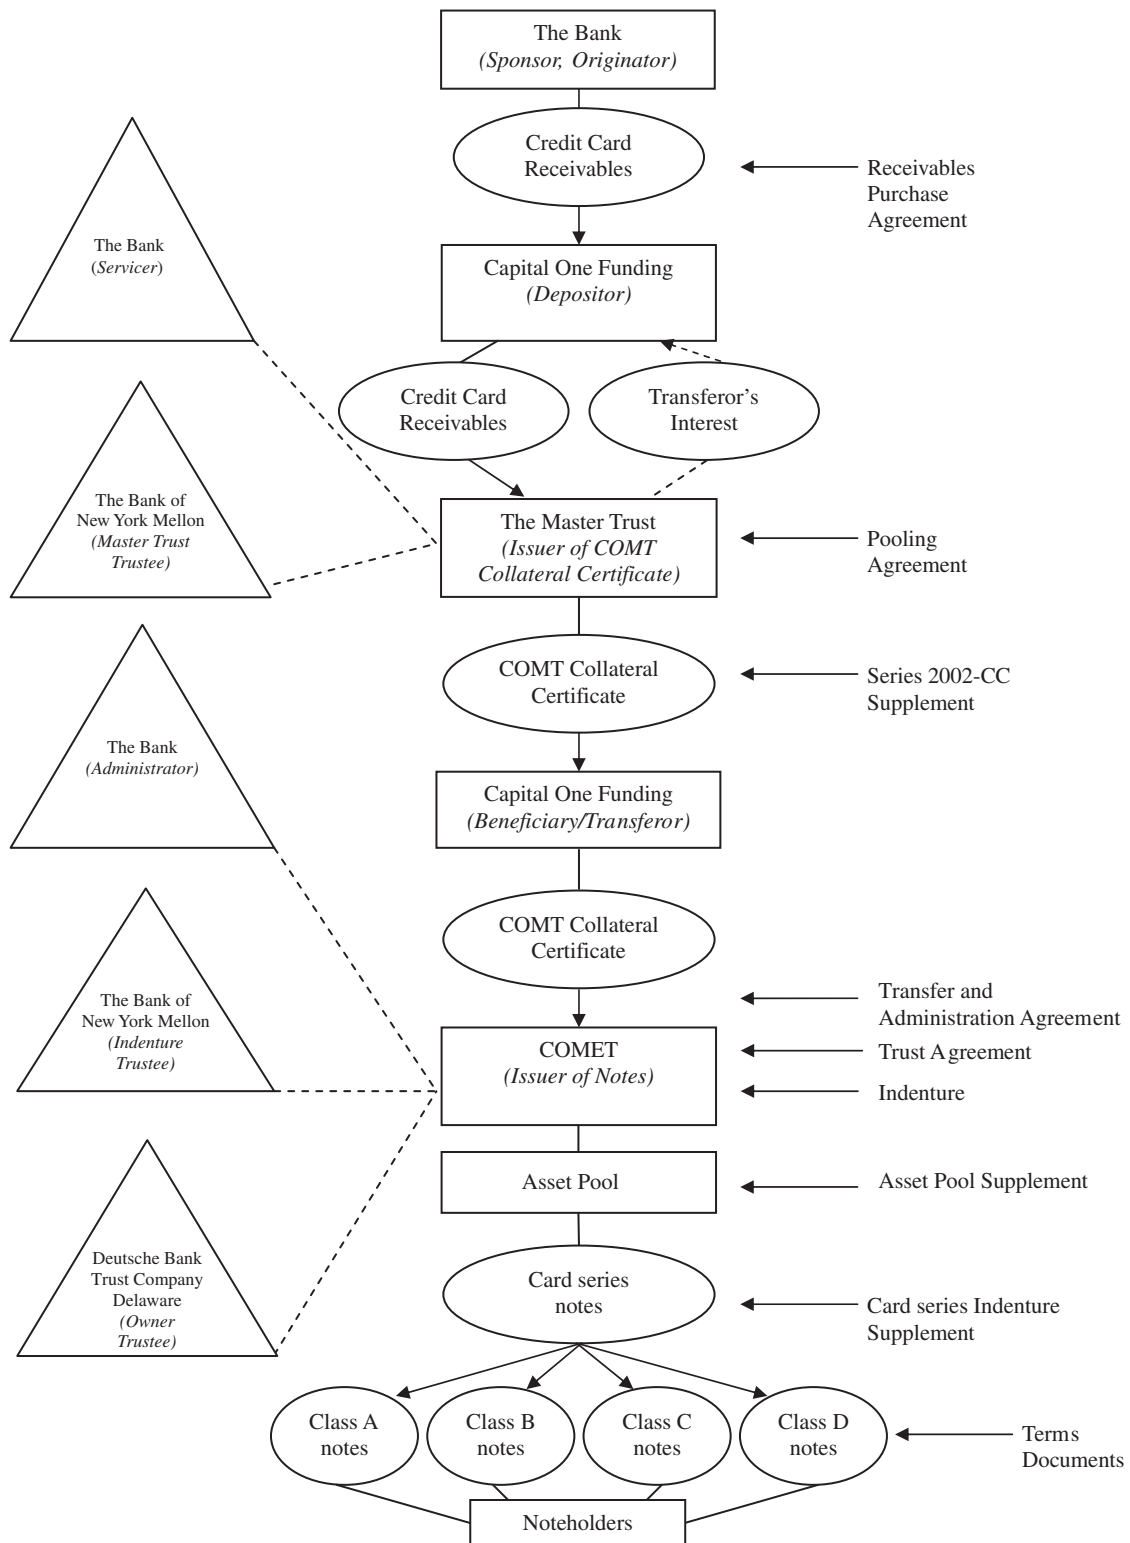 The Bank
(Sponsor, Originator)
Credit Card
Receivables
Receivables
Purchase
Agreement
The Bank
(Servicer)
Capital One Funding
(Depositor)
Credit Card
Receivables
Transferor's
Interest
The Bank of
New York Mellon
(Master Trust
Trustee)
The Master Trust
(Issuer of COMT
Collateral Certificate)
Pooling
Agreement
COMT Collateral
Certificate
Series 2002-CC
Supplement
The Bank
(Administrator)
Capital One Funding
(Beneficiary/Transferor)
COMT Collateral
Certificate
The Bank of
New York Mellon
(Indenture
Trustee)
Transfer and
Administration Agreement
COMET
(Issuer of Notes)
Trust Agreement
Indenture
Asset Pool
Asset Pool Supplement
Deutsche Bank
Trust Company
Delaware
(Owner
Trustee)
Card series
notes
Card series Indenture
Supplement
Class A
notes
Class B
notes
Class C
notes
Class D
notes
Terms
Documents
Noteholders